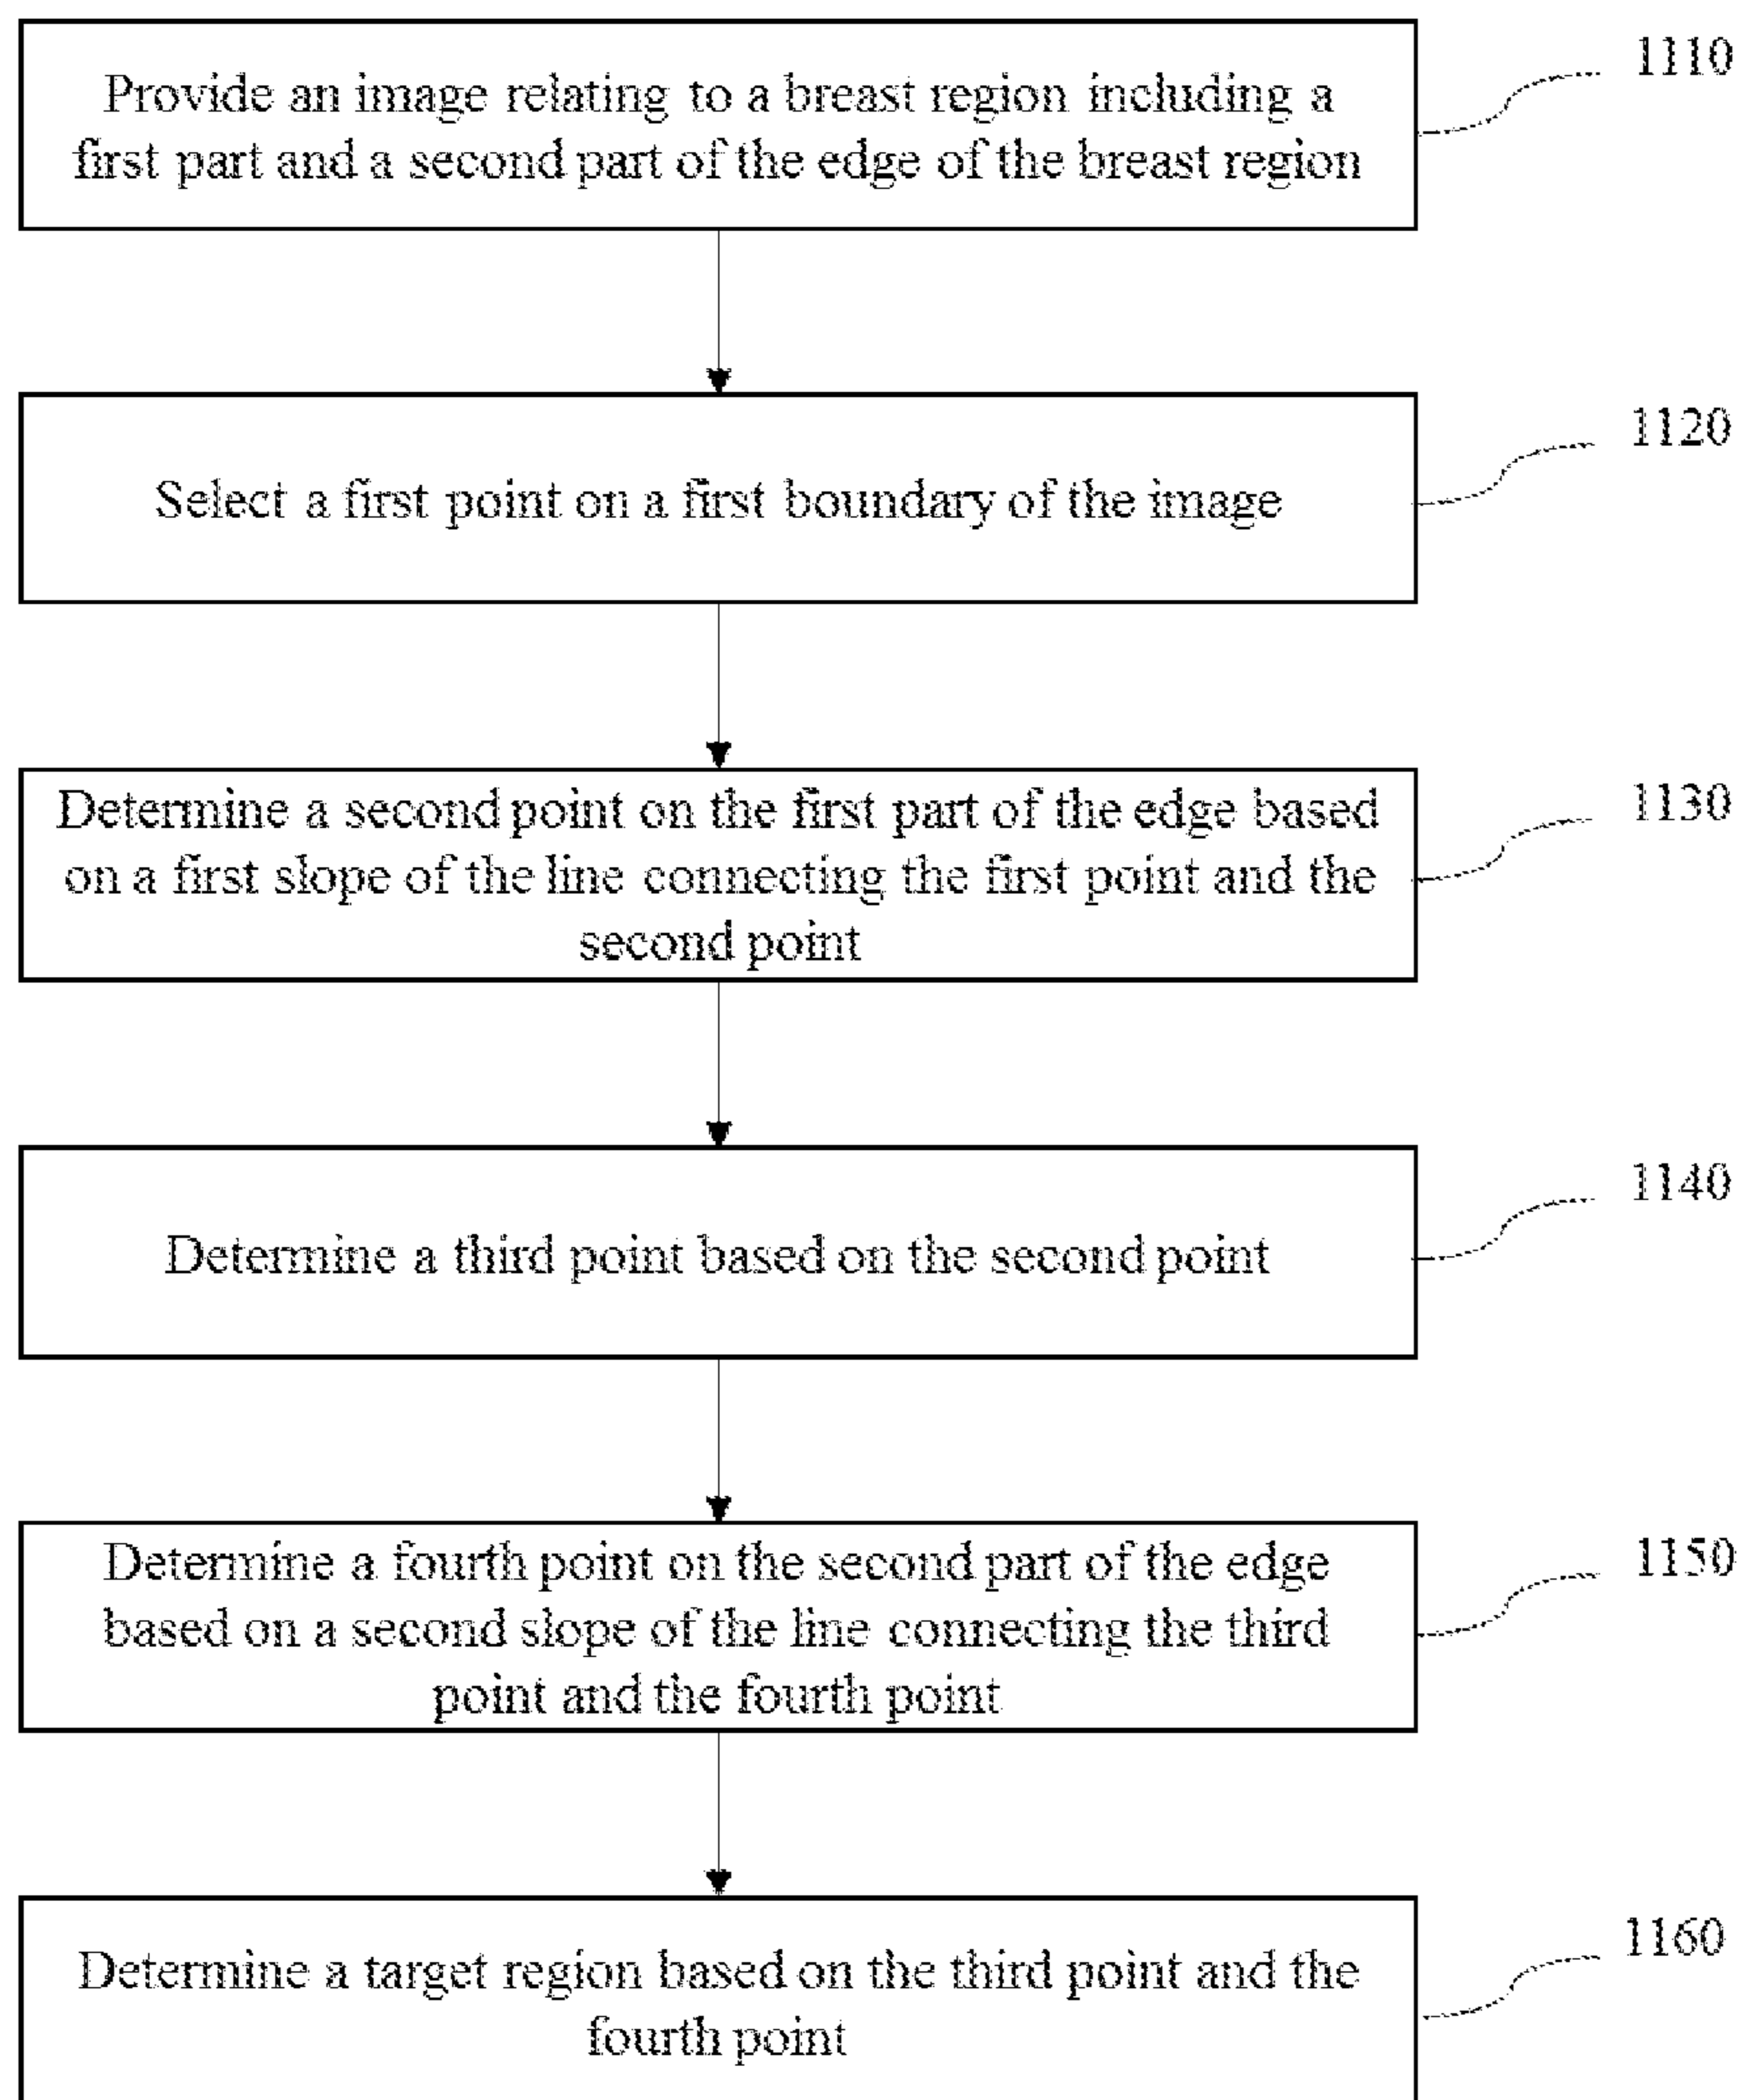 Provide an image relating to a breast region including a
first part and a second part of the edge of the breast region
1110
Select a first point on a first boundary of the image
1120
Determine a second point on the first part of the edge based
on a first slope of the line connecting the first point and the
second point
1130
Determine a third point based on the second point
1140
Determine a fourth point on the second part of the edge
based on a second slope of the line connecting the third
point and the fourth point
1150
Determine a target region based on the third point and the
fourth point
1160